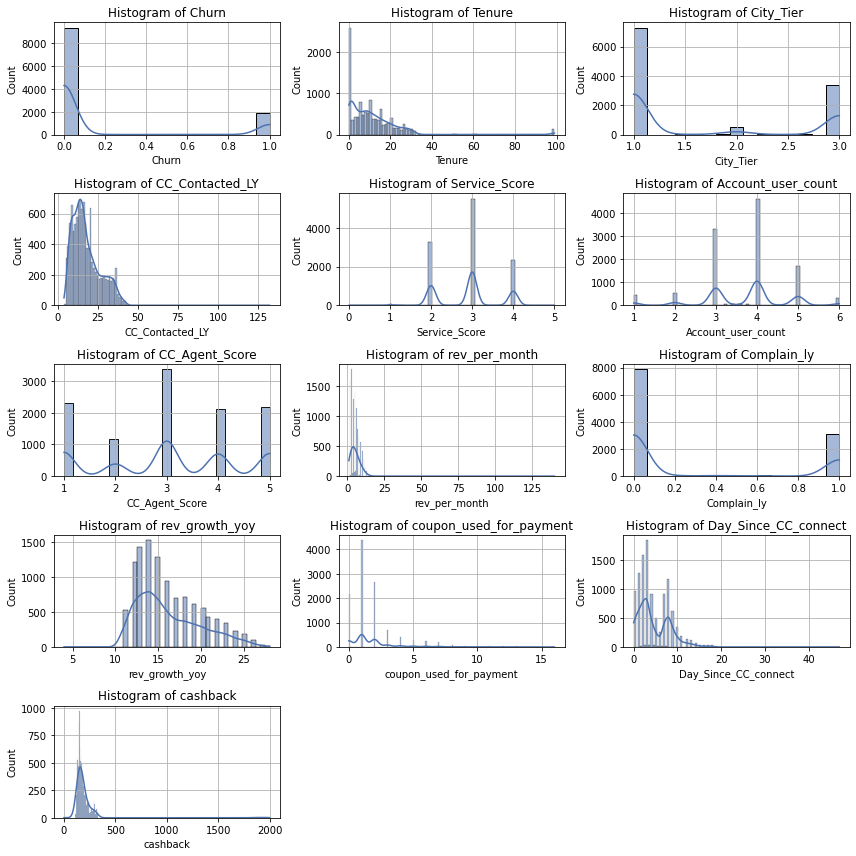 Histogram of Churn
Count
8000
6000
4000
2000
0
0.0 0.2 0.4 0.6 0.8 1.0
Churn
Histogram of Tenure
Count
2000
1000
0
0 20 40 60 80 100
Tenure
Histogram of City_Tier
Count
6000
4000
2000
0
1.0 1.5 2.0 2.5 3.0
City_Tier
Histogram of CC_Contacted_LY
Count
600
400
200
0
0 25 50 75 100 125
CC_Contacted_LY
Histogram of Service_Score
Count
4000
2000
0
0 1 2 3 4 5
Service_Score
Histogram of Account_user_count
Count
4000
3000
2000
1000
0
1 2 3 4 5 6
Account_user_count
Histogram of CC_Agent_Score
Count
3000
2000
1000
0
1 2 3 4 5
CC_Agent_Score
Histogram of rev_per_month
Count
1500
1000
500
0
0 25 50 75 100 125
rev_per_month
Histogram of Complain_ly
Count
8000
6000
4000
2000
0
0.0 0.2 0.4 0.6 0.8 1.0
Complain_ly
Histogram of rev_growth_yoy
Count
1500
1000
500
0
5 10 15 20 25
rev_growth_yoy
Histogram of coupon_used_for_payment
Count
4000
3000
2000
1000
0
0 5 10 15
coupon_used_for_payment
Histogram of Day_Since_CC_connect
Count
1500
1000
500
0
0 10 20 30 40
Day_Since_CC_connect
Histogram of cashback
Count
1000
750
500
250
0
0 500 1000 1500 2000
cashback